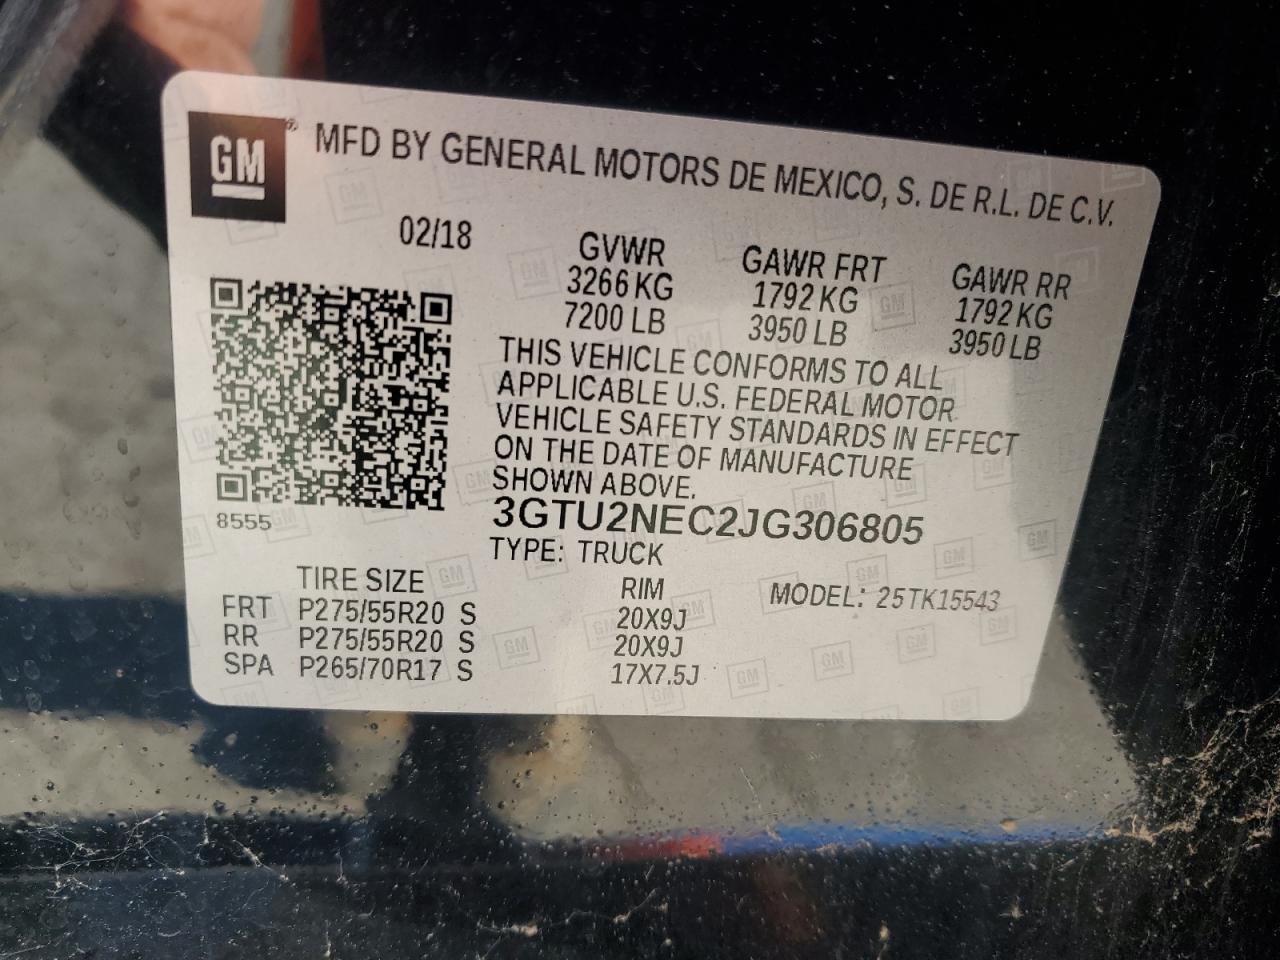 GM® MFD BY GENERAL MOTORS DE MEXICO, S. DE R.L. DE C.V.
02/18
GVWR GAWR FRT GAWR RR
3266 KG 1792 KG 1792 KG
7200 LB 3950 LB 3950 LB
THIS VEHICLE CONFORMS TO ALL
APPLICABLE U.S. FEDERAL MOTOR
VEHICLE SAFETY STANDARDS IN EFFECT
ON THE DATE OF MANUFACTURE
SHOWN ABOVE.
8555
3GTU2NEC2JG306805
TYPE: TRUCK
TIRE SIZE RIM MODEL: 25TK15543
FRT P275/55R20 S 20X9J
RR P275/55R20 S 20X9J
SPA P265/70R17 S 17X7.5J